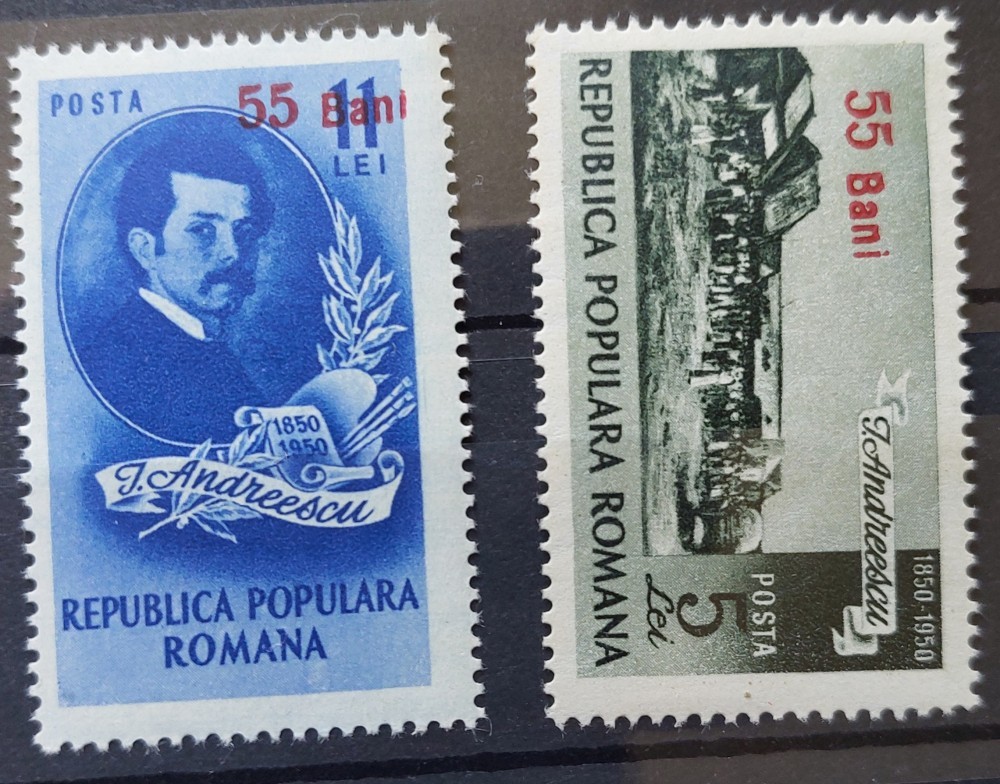 POSTA
55 Bani
11
LEI
1850
1950
I. Andreescu
REPUBLICA POPULARA
ROMANA
55 Bani
I. Andreescu
1850-1950
POSTA
5
Lei
REPUBLICA POPULARA ROMANA